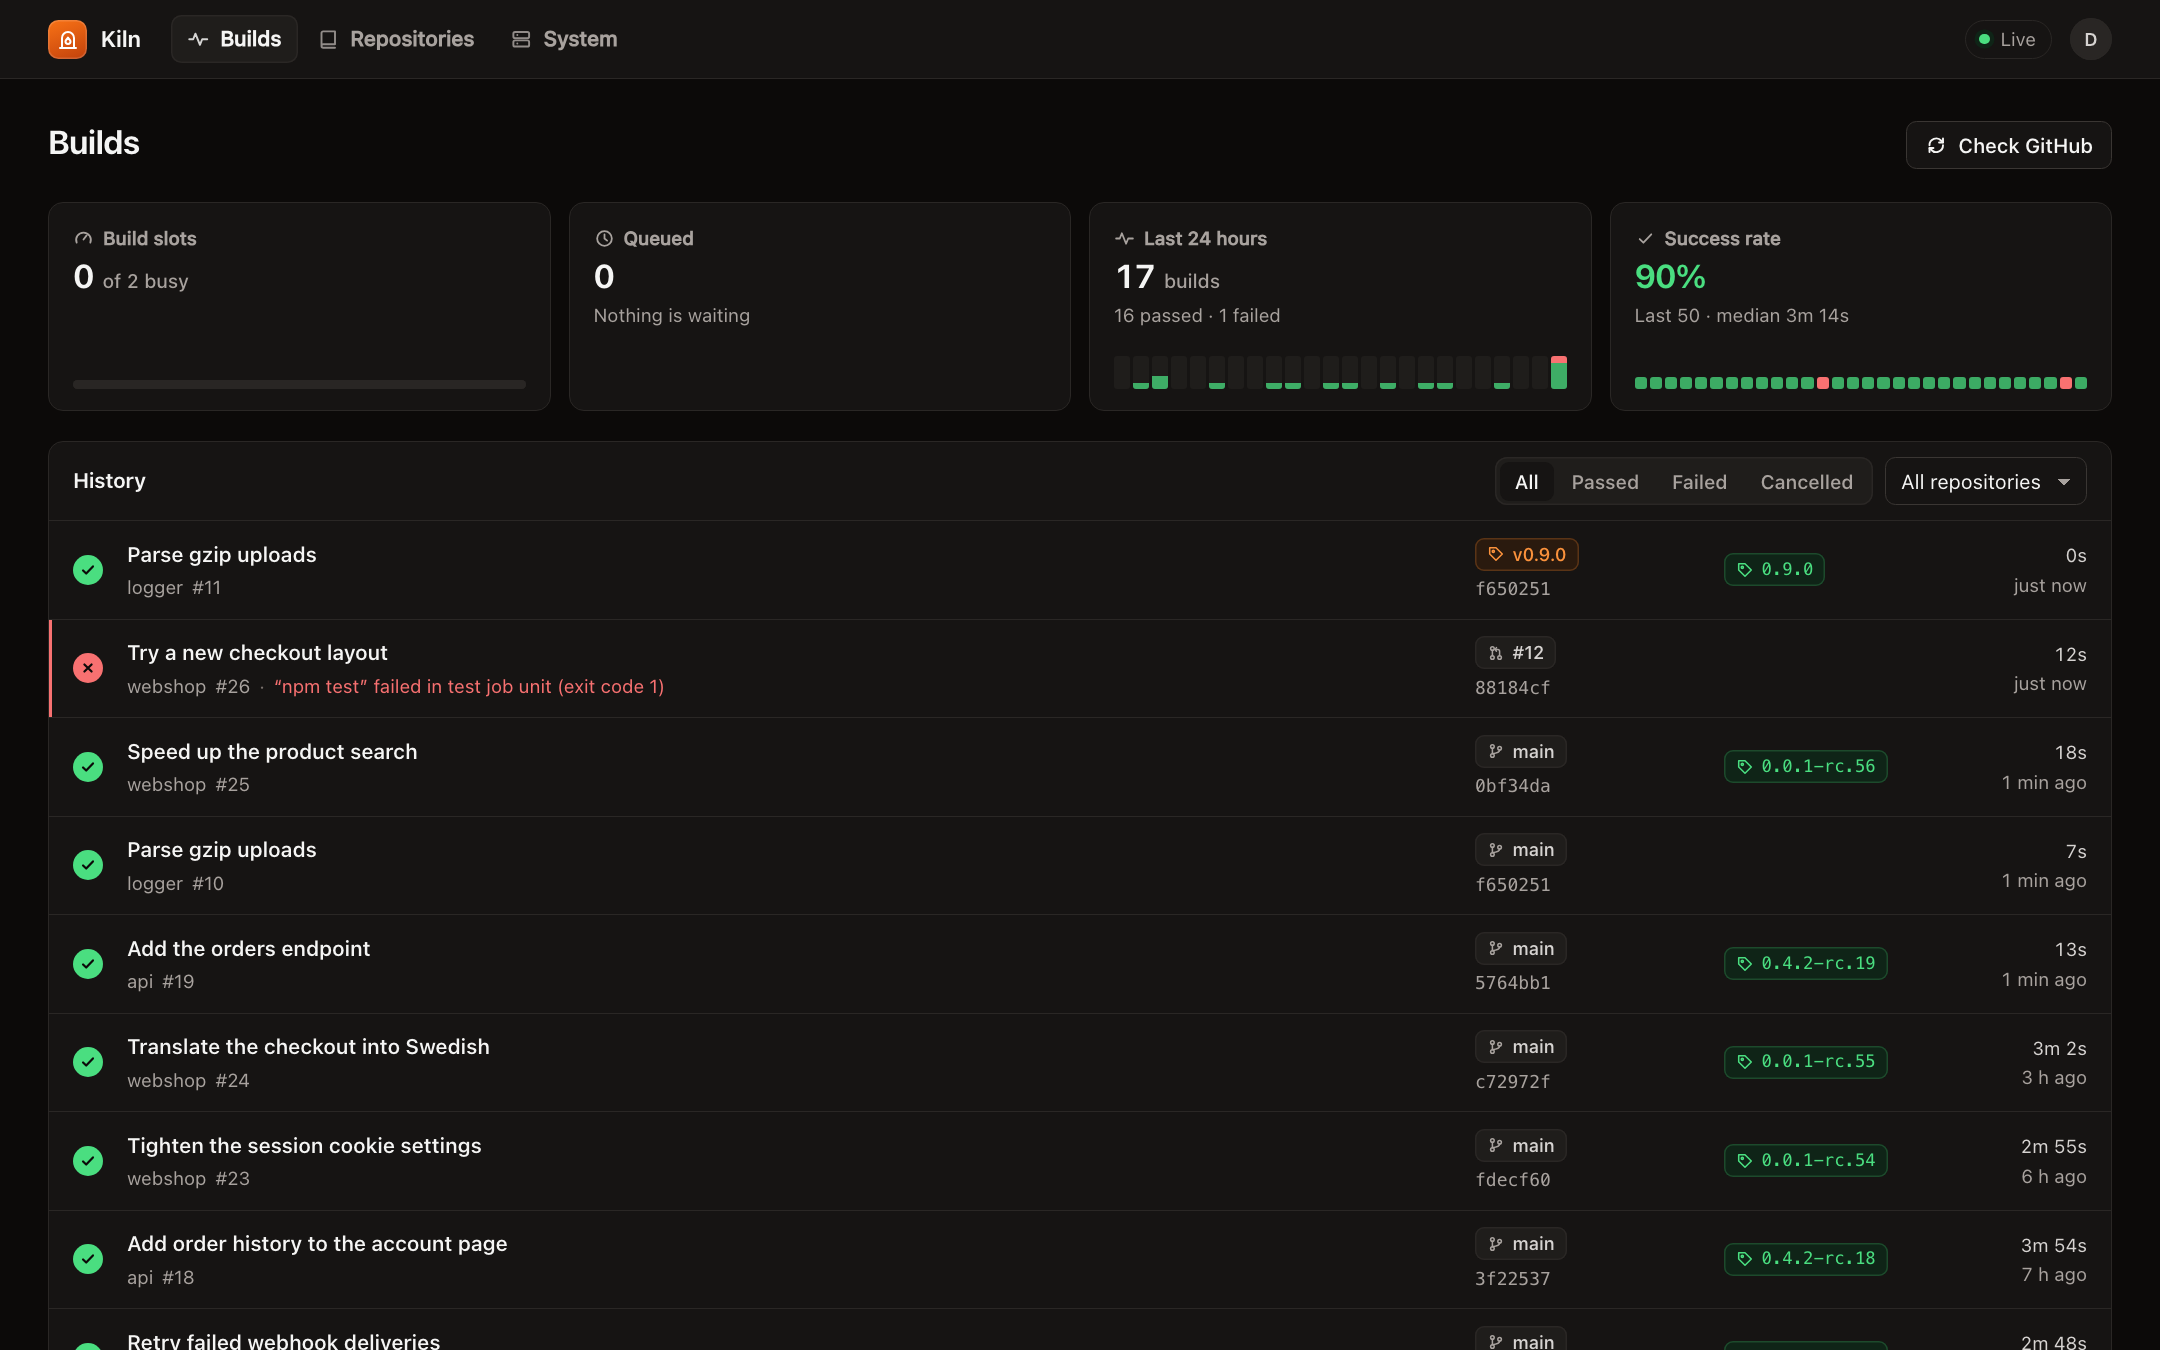 Kiln
Builds
Repositories
System
Live
D
Builds
Check GitHub
Build slots
0 of 2 busy
Queued
0
Nothing is waiting
Last 24 hours
17 builds
16 passed · 1 failed
Success rate
90%
Last 50 · median 3m 14s
History
All
Passed
Failed
Cancelled
All repositories
Parse gzip uploads
logger #11
v0.9.0
f650251
0.9.0
0s
just now
Try a new checkout layout
webshop #26 · “npm test” failed in test job unit (exit code 1)
#12
88184cf
12s
just now
Speed up the product search
webshop #25
main
0bf34da
0.0.1-rc.56
18s
1 min ago
Parse gzip uploads
logger #10
main
f650251
7s
1 min ago
Add the orders endpoint
api #19
main
5764bb1
0.4.2-rc.19
13s
1 min ago
Translate the checkout into Swedish
webshop #24
main
c72972f
0.0.1-rc.55
3m 2s
3 h ago
Tighten the session cookie settings
webshop #23
main
fdecf60
0.0.1-rc.54
2m 55s
6 h ago
Add order history to the account page
api #18
main
3f22537
0.4.2-rc.18
3m 54s
7 h ago
Retry failed webhook deliveries
main
2m 48s